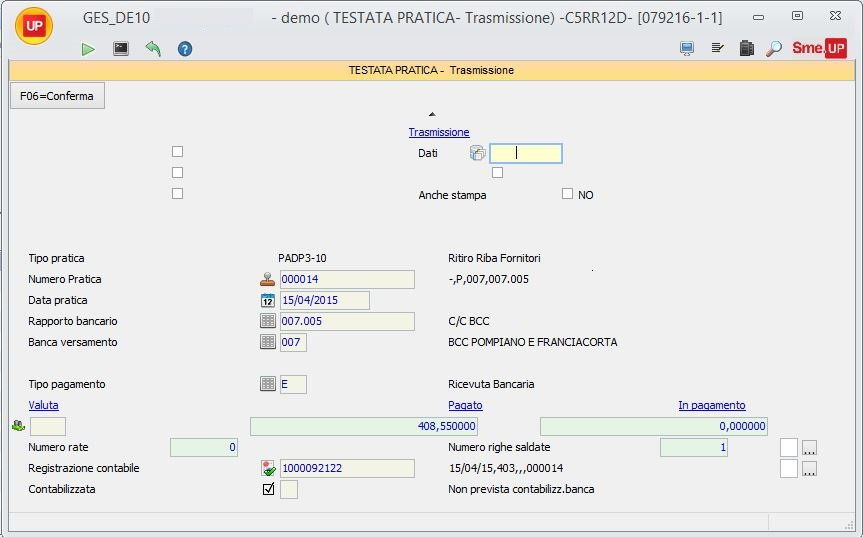 UP GES_DE10 - demo ( TESTATA PRATICA- Trasmissione) -C5RR12D- [079216-1-1]
Sme.UP
TESTATA PRATICA - Trasmissione
F06=Conferma
Trasmissione
Dati
Anche stampa NO
Tipo pratica PADP3-10 Ritiro Riba Fornitori
Numero Pratica 000014 -,P,007,007.005
Data pratica 12 15/04/2015
Rapporto bancario 007.005 C/C BCC
Banca versamento 007 BCC POMPIANO E FRANCIACORTA
Tipo pagamento E Ricevuta Bancaria
Valuta Pagato In pagamento
408,550000 0,000000
Numero rate 0 Numero righe saldate 1 ...
Registrazione contabile 1000092122 15/04/15,403,,,000014 ...
Contabilizzata Non prevista contabilizz.banca